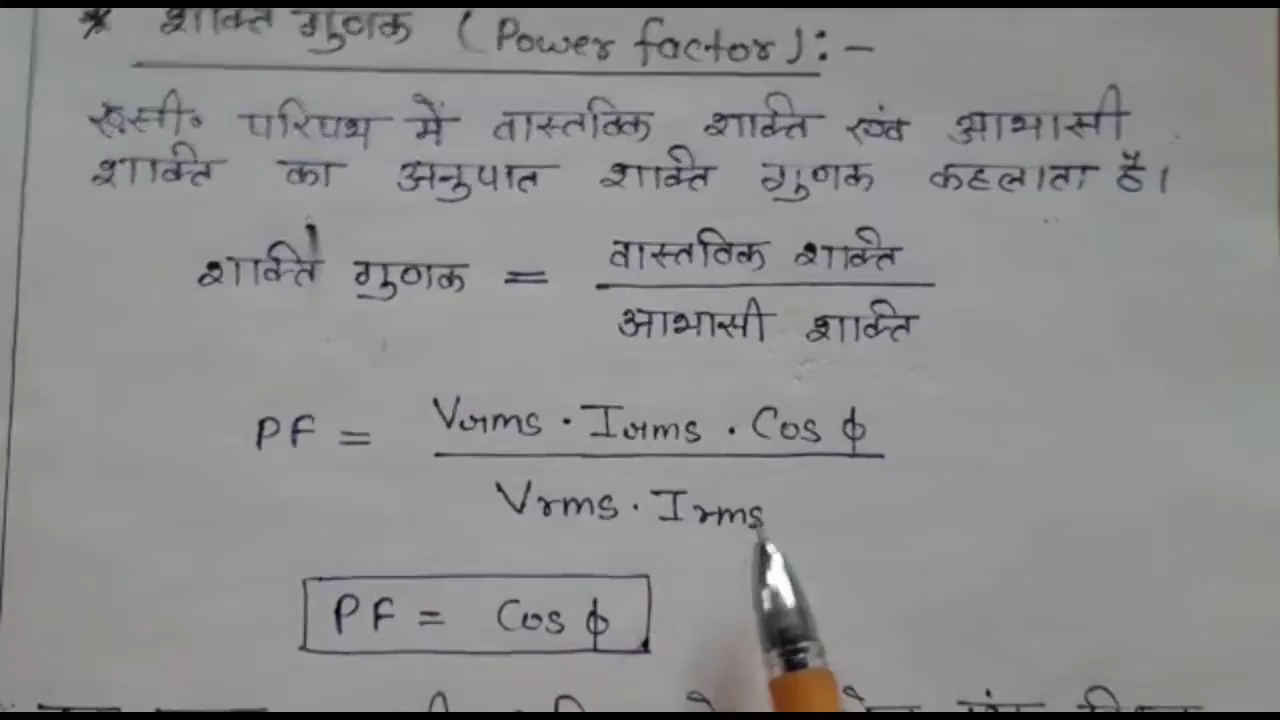 * शक्ति गुणक (Power factor) : -
ए॰सी॰ परिपथ में वास्तविक शक्ति एवं आभासी
शक्ति का अनुपात शक्ति गुणक कहलाता है।
शक्ति गुणक = वास्तविक शक्ति
आभासी शक्ति
PF = Vrms . Irms . Cos ϕ
Vrms . Irms
PF = Cos ϕ